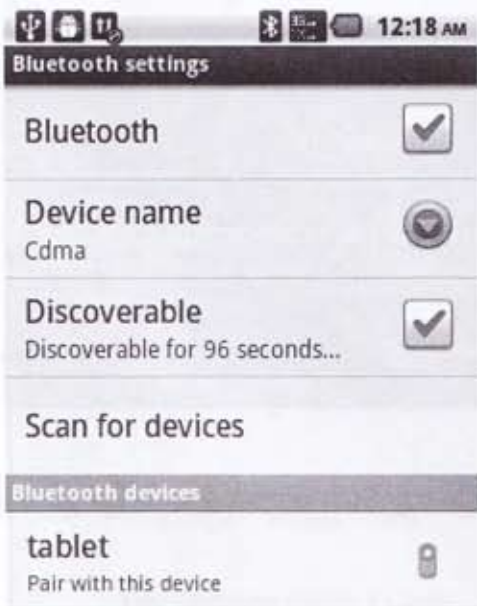 12:18 AM
Bluetooth settings
Bluetooth
Device name
Cdma
Discoverable
Discoverable for 96 seconds...
Scan for devices
Bluetooth devices
tablet
Pair with this device